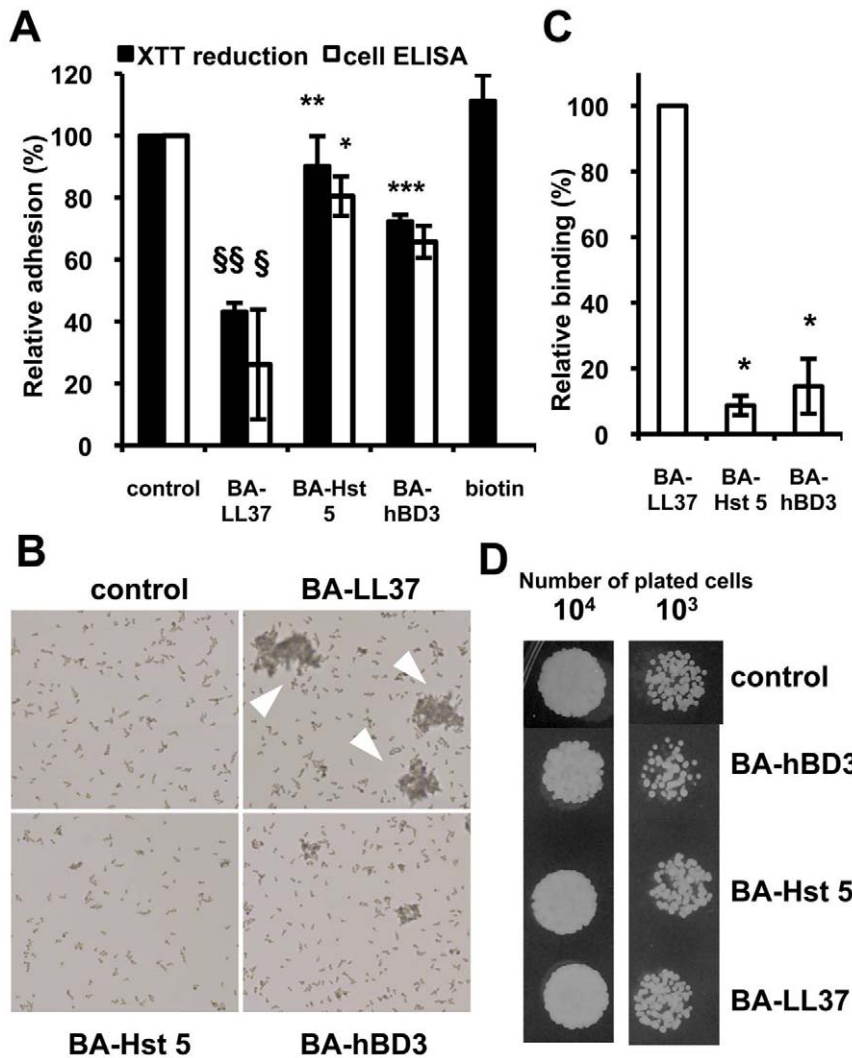 A
XTT reduction cell ELISA
Relative adhesion (%)
120
100
80
60
40
20
0
§§ §
** *
***
control BA-LL37 BA-Hst 5 BA-hBD3 biotin
C
Relative binding (%)
100
80
60
40
20
0
* *
BA-LL37 BA-Hst 5 BA-hBD3
B
control BA-LL37
BA-Hst 5 BA-hBD3
D
Number of plated cells
10⁴ 10³
control
BA-hBD3
BA-Hst 5
BA-LL37